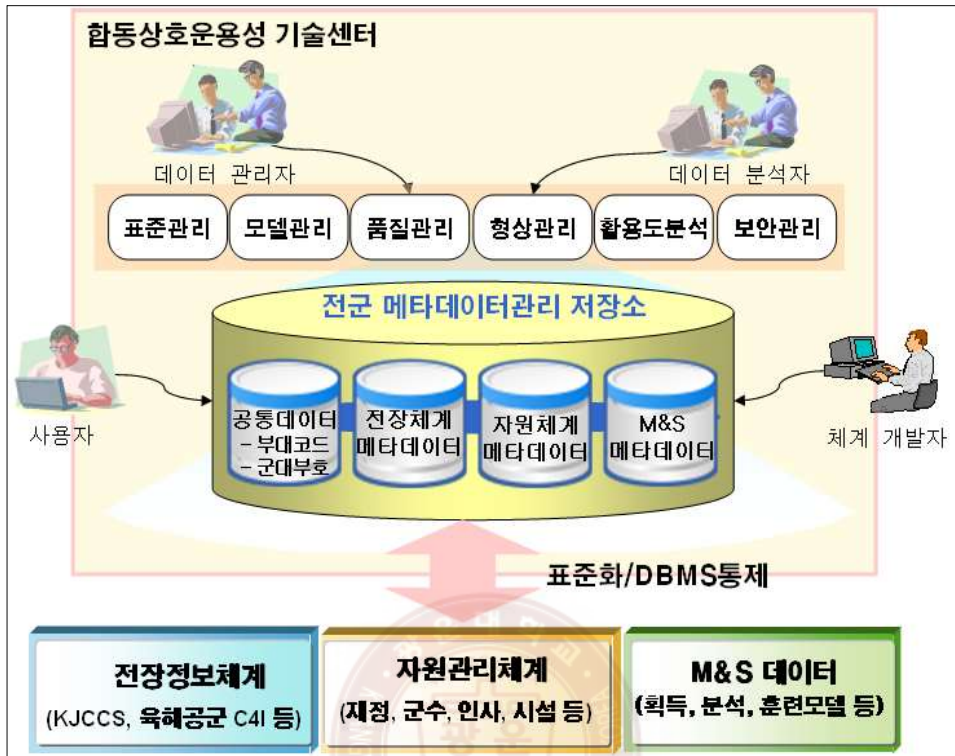 합동상호운용성 기술센터
데이터 관리자
데이터 분석자
표준관리
모델관리
품질관리
형상관리
활용도분석
보안관리
전군 메타데이터관리 저장소
사용자
체계 개발자
공통데이터
– 부대코드
– 군대부호
전장체계
메타데이터
자원체계
메타데이터
M&S
메타데이터
표준화/DBMS통제
전장정보체계
(KJCCS, 육해공군 C4I 등)
자원관리체계
(재정, 군수, 인사, 시설 등)
M&S 데이터
(획득, 분석, 훈련모델 등)